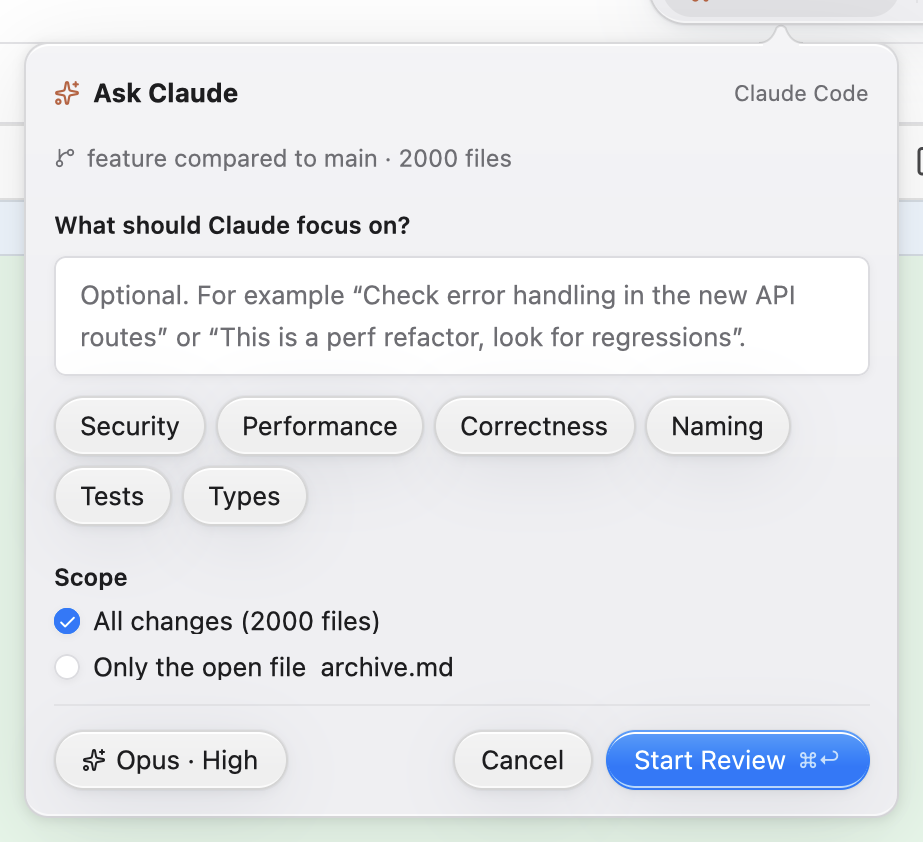 Ask Claude
Claude Code
feature compared to main · 2000 files
What should Claude focus on?
Optional. For example “Check error handling in the new API
routes” or “This is a perf refactor, look for regressions”.
Security
Performance
Correctness
Naming
Tests
Types
Scope
All changes (2000 files)
Only the open file archive.md
Opus · High
Cancel
Start Review ⌘↩